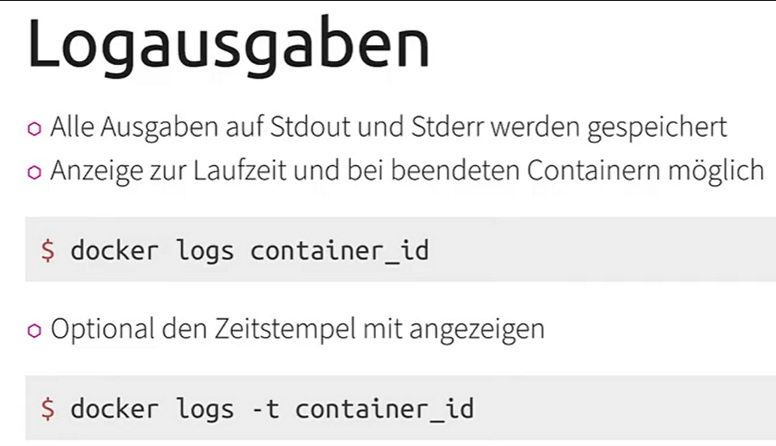 Logausgaben
Alle Ausgaben auf Stdout und Stderr werden gespeichert
Anzeige zur Laufzeit und bei beendeten Containern möglich
$ docker logs container_id
Optional den Zeitstempel mit angezeigen
$ docker logs -t container_id